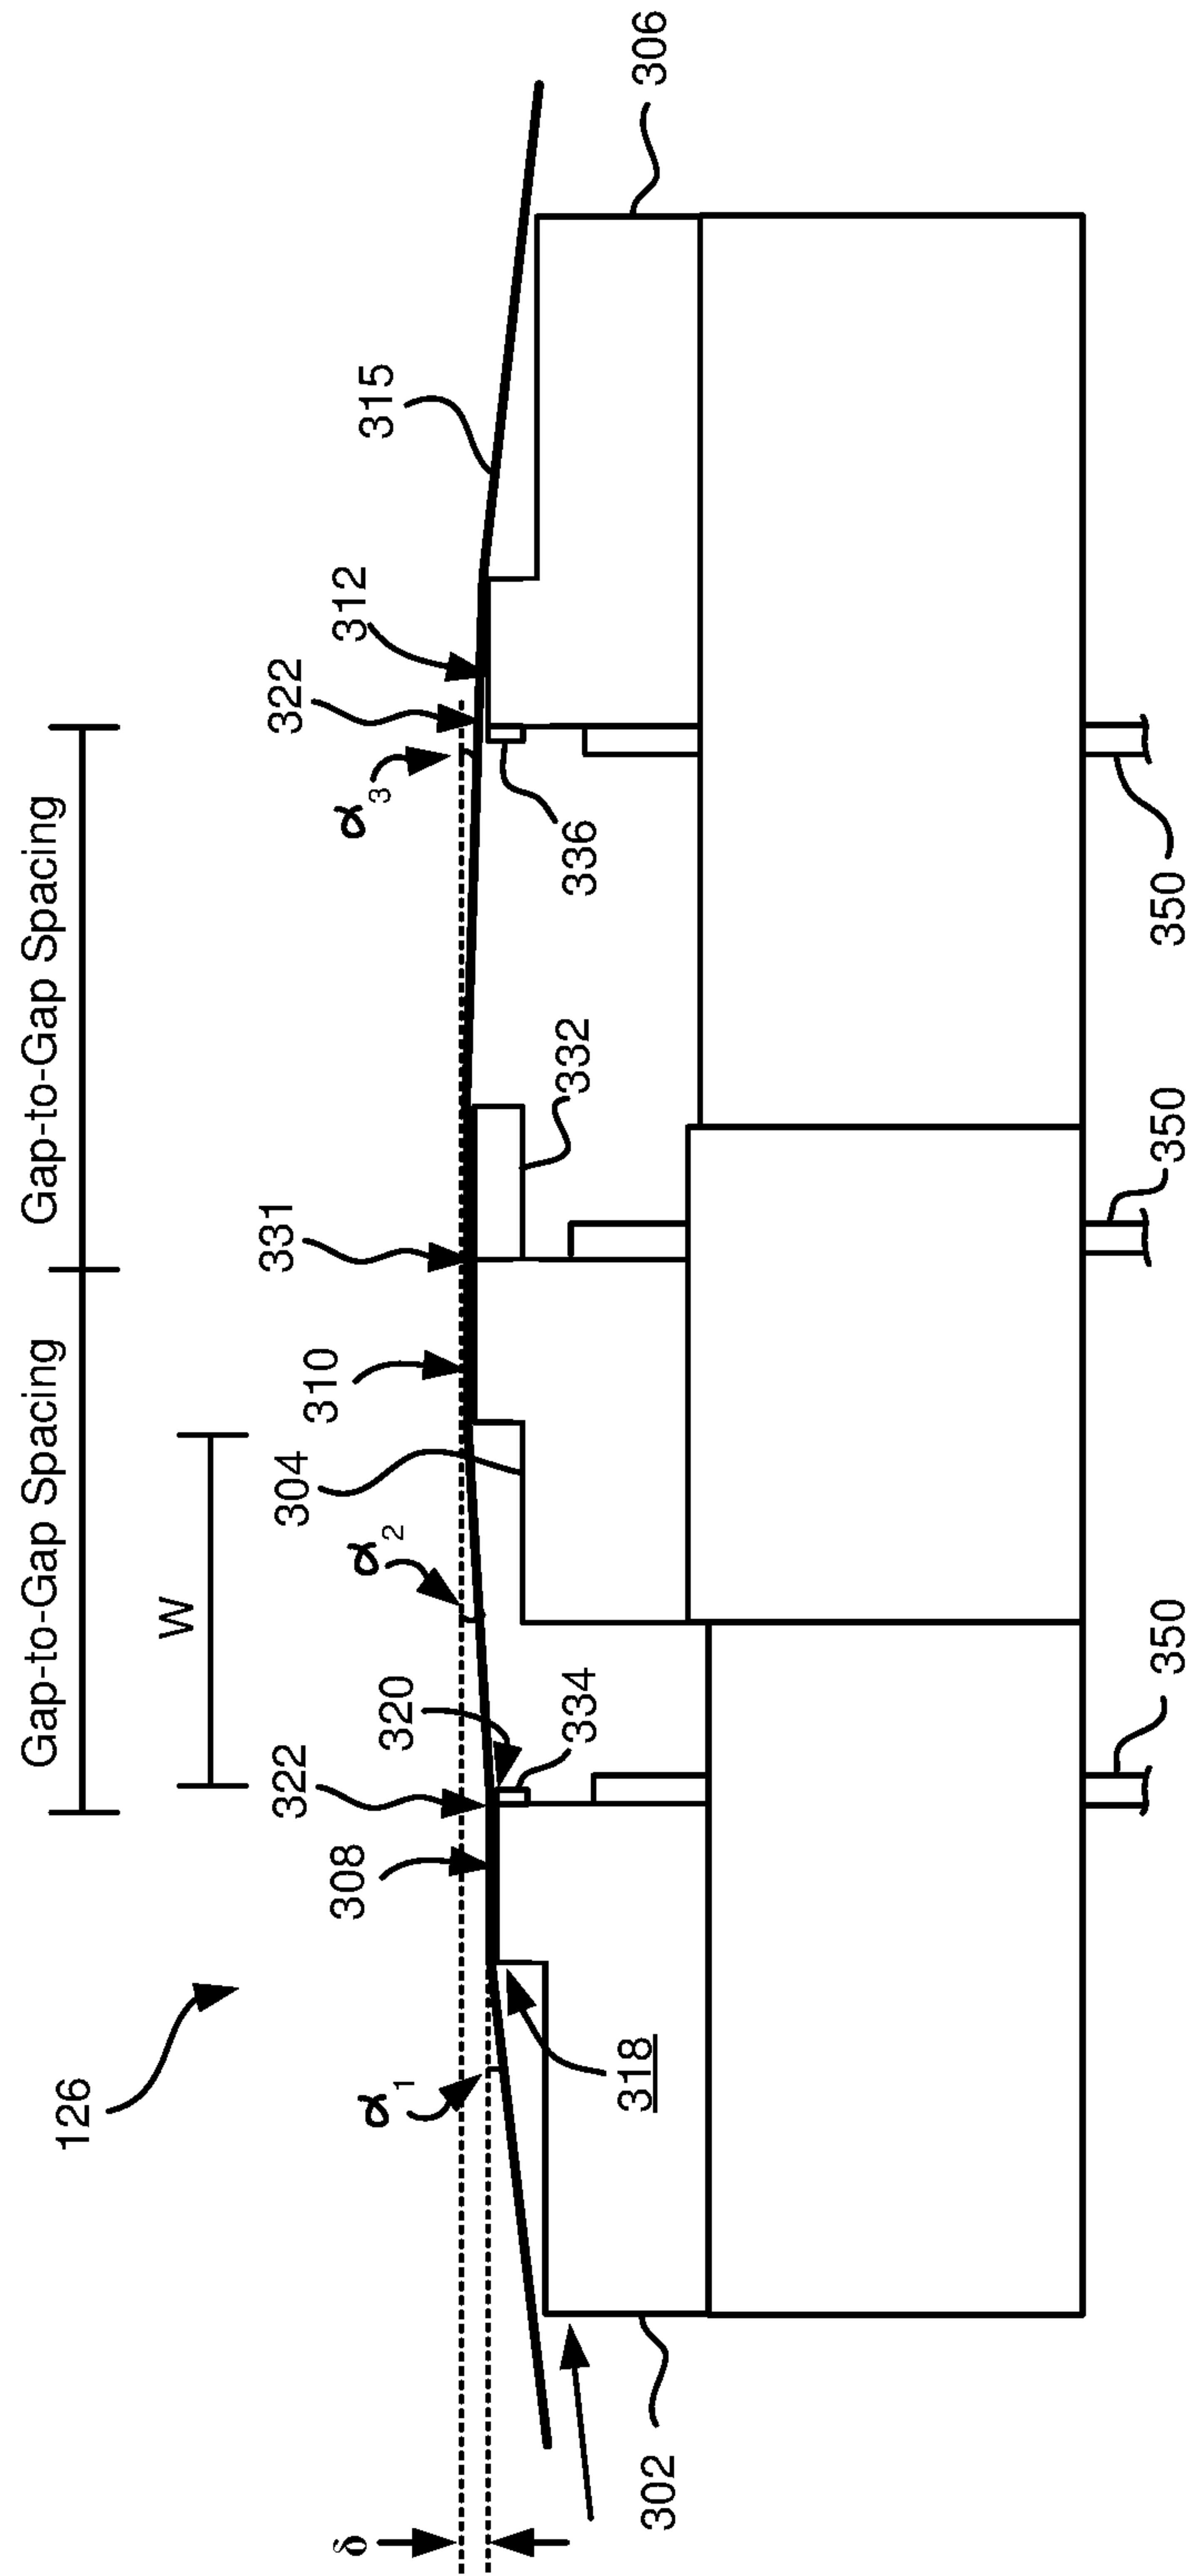 Gap-to-Gap Spacing
Gap-to-Gap Spacing
126
W
δ
α1
308
322
320
334
α2
304
310
331
332
α3
322
312
336
315
306
318
302
350
350
350